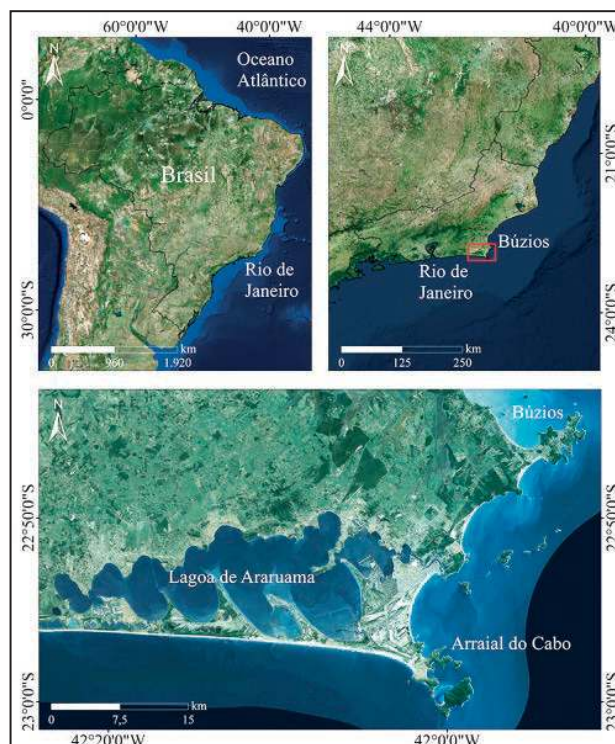 60°0'0"W
40°0'0"W
N
Oceano
Atlântico
0°0'0"
Brasil
Rio de
Janeiro
30°0'0"S
km
0
960
1.920
44°0'0"W
40°0'0"W
N
21°0'0"S
Búzios
Rio de
Janeiro
24°0'0"S
km
0
125
250
N
Búzios
22°50'0"S
22°50'0"S
Lagoa de Araruama
Arraial do Cabo
km
0
7,5
15
23°0'0"S
23°0'0"S
42°20'0"W
42°0'0"W